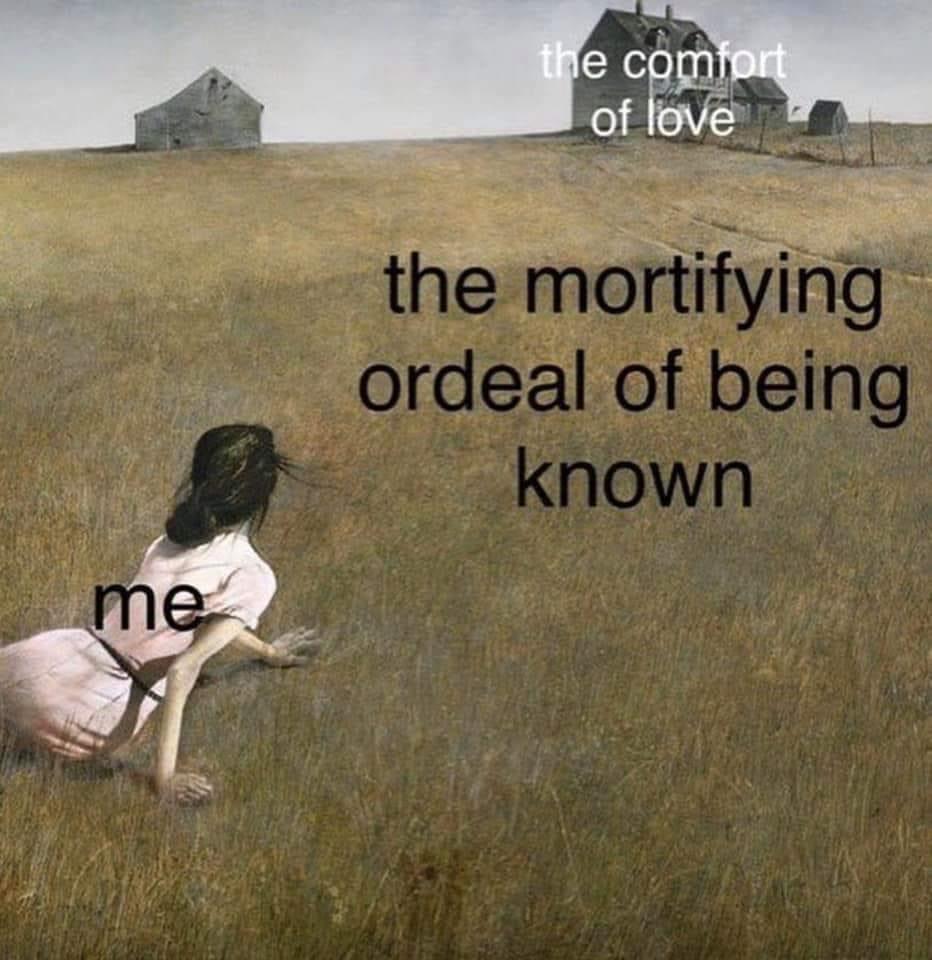 the comfort
of love
the mortifying
ordeal of being
known
me